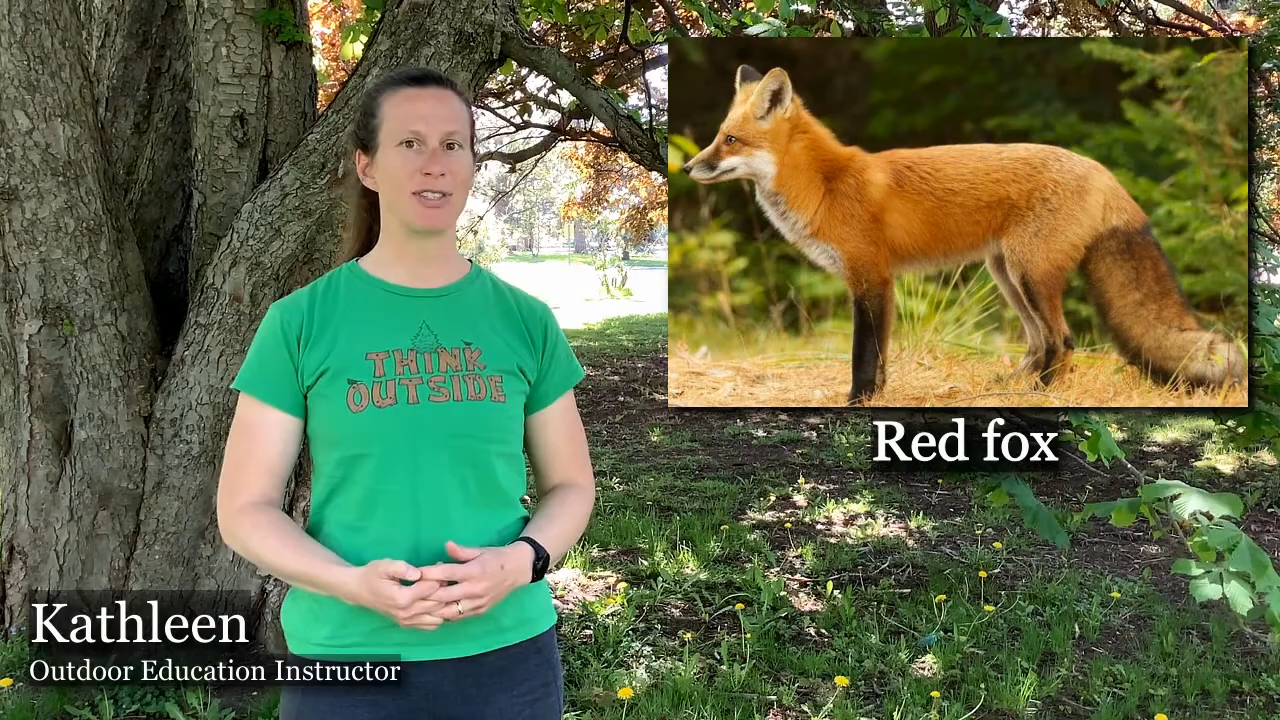 THINK
OUTSIDE
Red fox
Kathleen
Outdoor Education Instructor